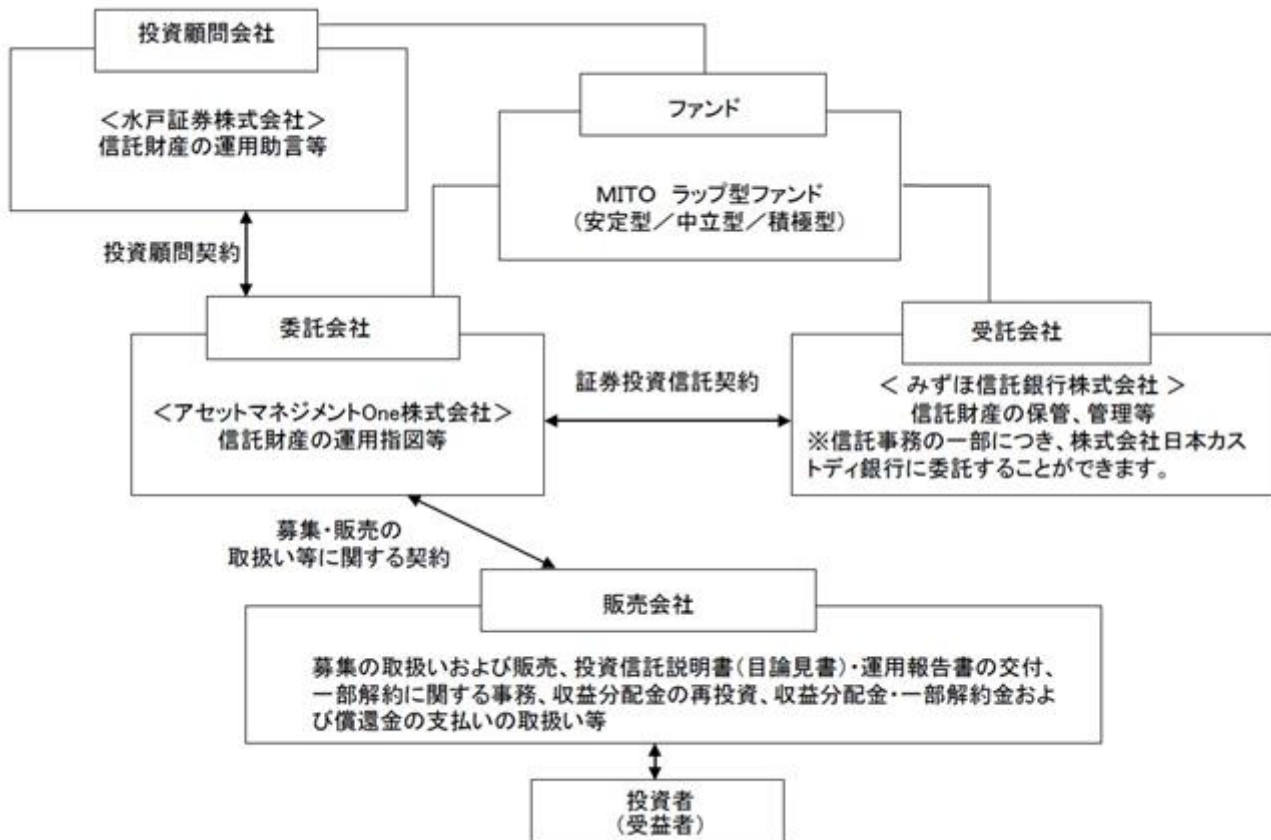 投資顧問会社
＜水戸証券株式会社＞
信託財産の運用助言等
ファンド
MITO ラップ型ファンド
（安定型／中立型／積極型）
投資顧問契約
委託会社
＜アセットマネジメントOne株式会社＞
信託財産の運用指図等
証券投資信託契約
受託会社
＜ みずほ信託銀行株式会社 ＞
信託財産の保管、管理等
※信託事務の一部につき、株式会社日本カス
トディ銀行に委託することができます。
募集・販売の
取扱い等に関する契約
販売会社
募集の取扱いおよび販売、投資信託説明書（目論見書）・運用報告書の交付、
一部解約に関する事務、収益分配金の再投資、収益分配金・一部解約金およ
び償還金の支払いの取扱い等
投資者
（受益者）